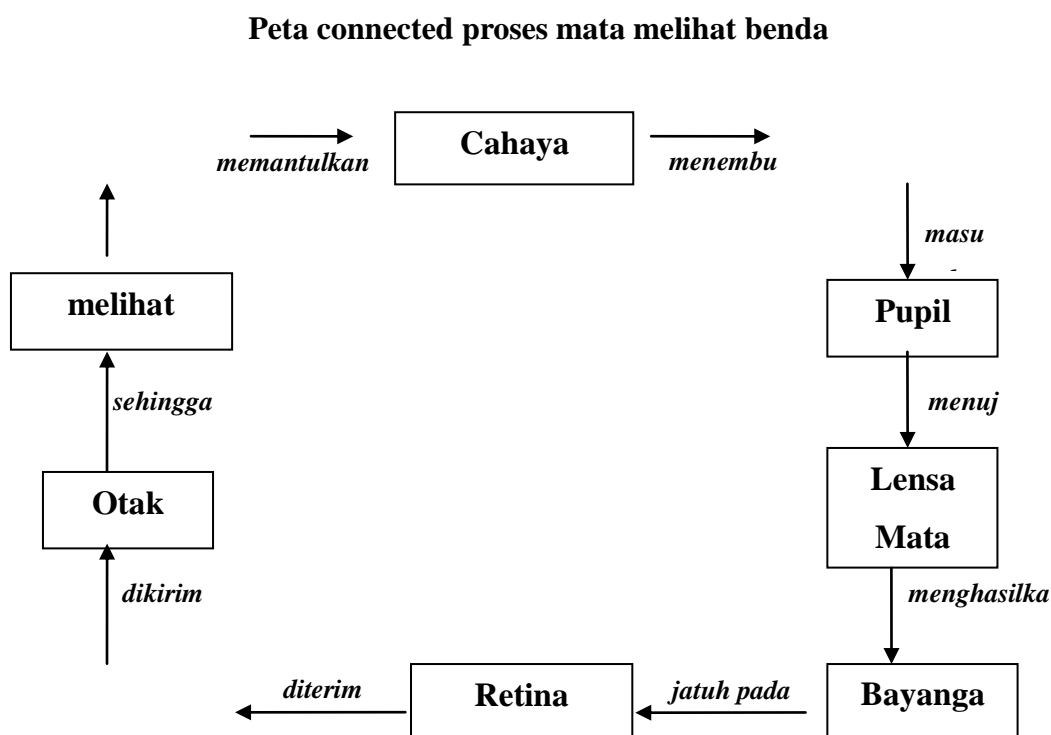 Peta connected proses mata melihat benda
memantulkan
Cahaya
menembu
masu
Pupil
menuj
Lensa
Mata
menghasilka
Bayanga
jatuh pada
Retina
diterim
dikirim
Otak
sehingga
melihat